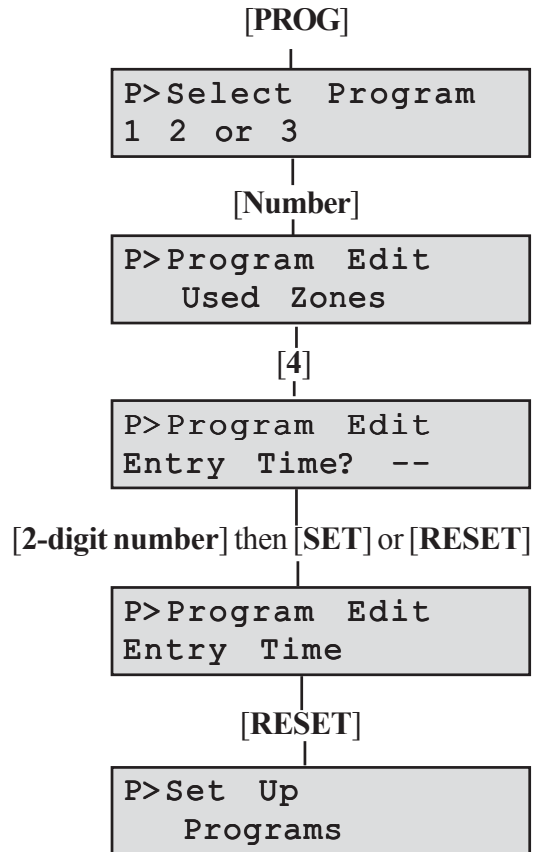 [PROG]
P>Select Program
1 2 or 3
[Number]
P>Program Edit
Used Zones
[4]
P>Program Edit
Entry Time? --
[2-digit number] then [SET] or [RESET]
P>Program Edit
Entry Time
[RESET]
P>Set Up
Programs